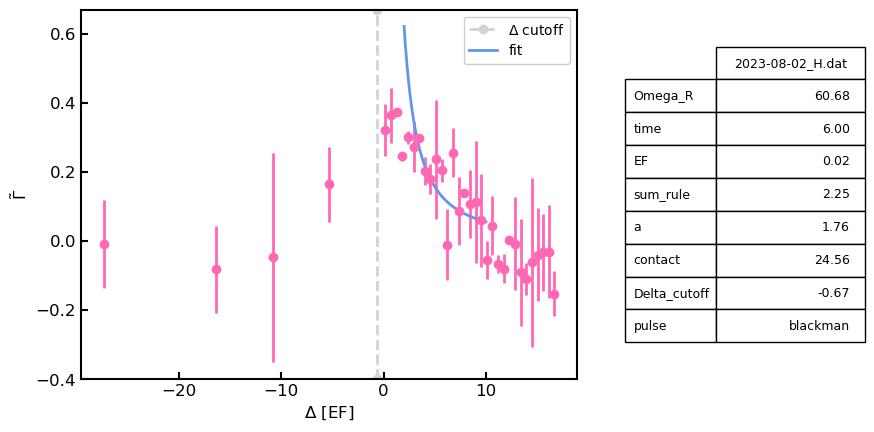 0.6
0.4
0.2
0.0
−0.2
−0.4
Γ̃
−20
−10
0
10
Δ [EF]
Δ cutoff
fit
2023-08-02_H.dat
Omega_R 60.68
time 6.00
EF 0.02
sum_rule 2.25
a 1.76
contact 24.56
Delta_cutoff -0.67
pulse blackman